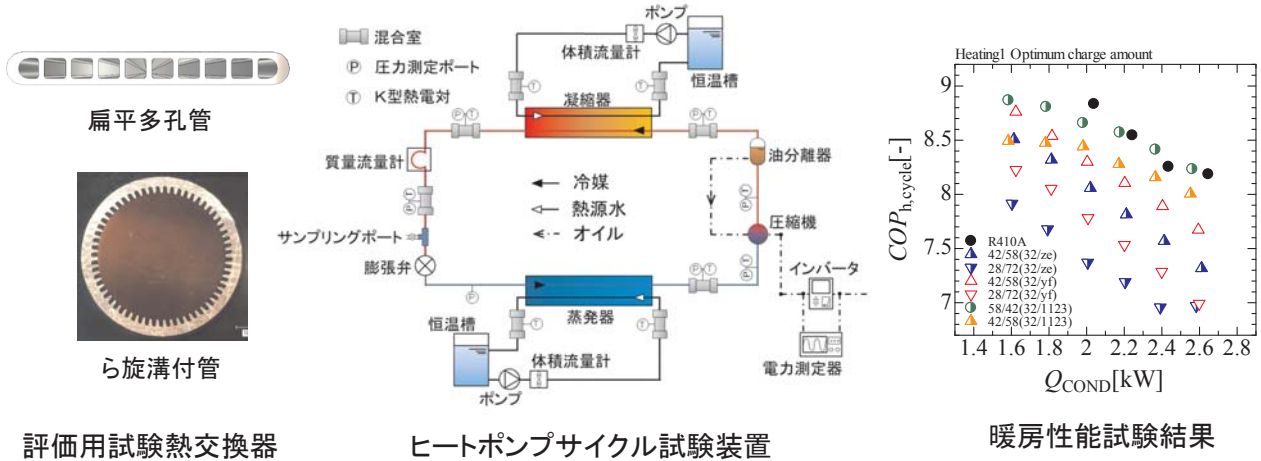 扁平多孔管
ら旋溝付管
評価用試験熱交換器
混合室
P 圧力測定ポート
T K型熱電対
ポンプ
体積流量計
恒温槽
T
T
凝縮器
P T
P T
質量流量計
油分離器
冷媒
熱源水
オイル
P T
P T
圧縮機
サンプリングポート
膨張弁
P T
インバータ
P
P T
蒸発器
恒温槽
T
T
体積流量計
ポンプ
電力測定器
ヒートポンプサイクル試験装置
Heating1 Optimum charge amount
COPh,cycle[-]
9
8.5
8
7.5
7
R410A
42/58(32/ze)
28/72(32/ze)
42/58(32/yf)
28/72(32/yf)
58/42(32/1123)
42/58(32/1123)
1.4 1.6 1.8 2 2.2 2.4 2.6 2.8
QCOND[kW]
暖房性能試験結果